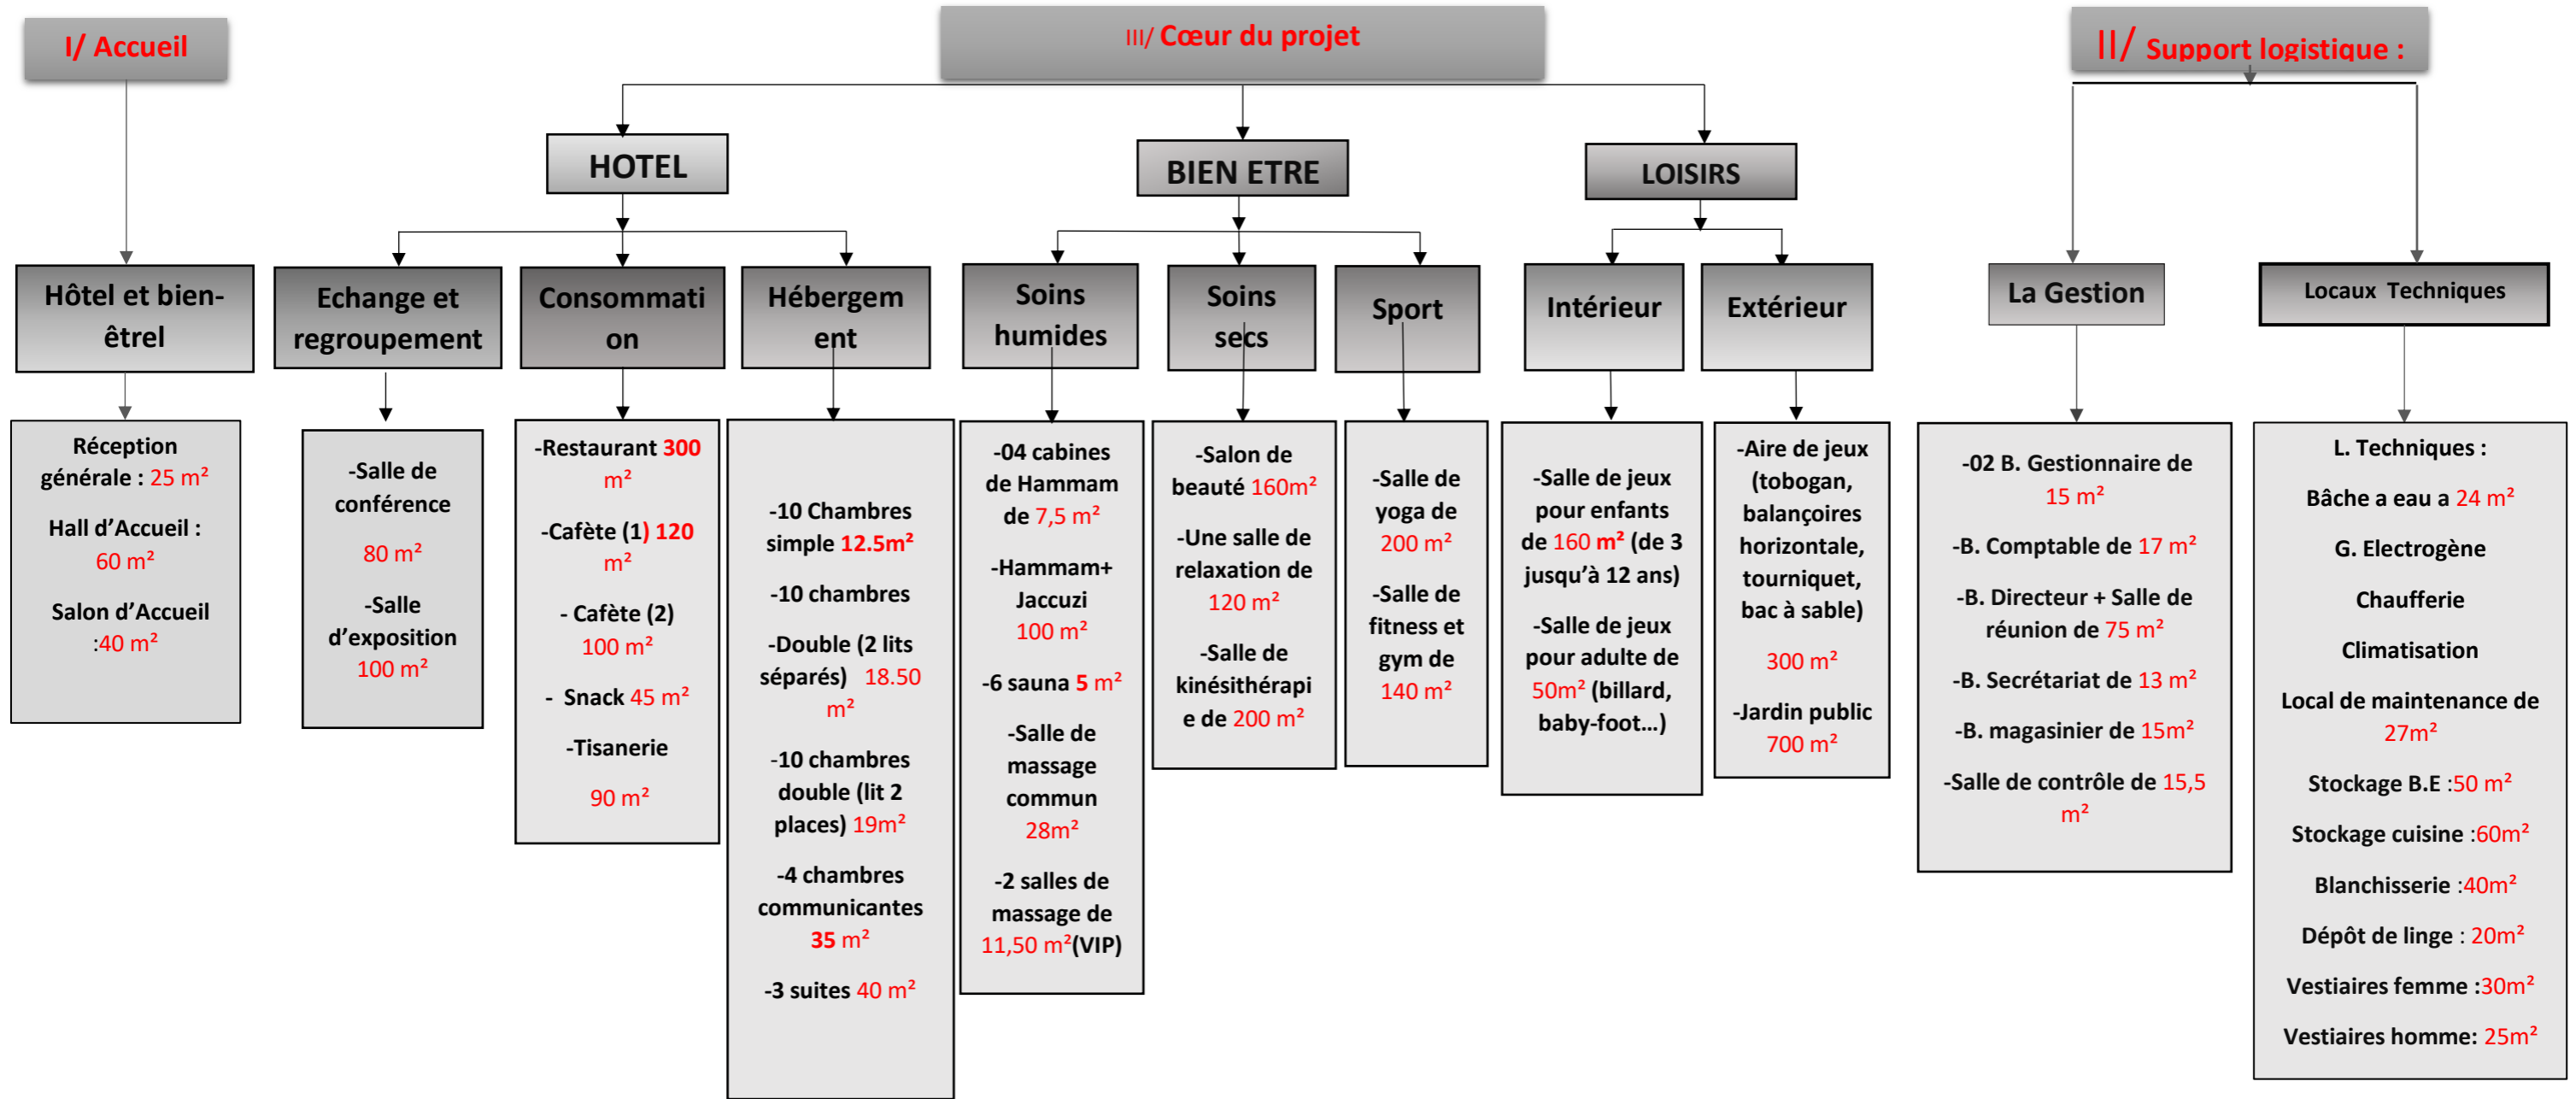 I/ Accueil
III/ Cœur du projet
II/ Support logistique :
HOTEL
BIEN ETRE
LOISIRS
Hôtel et bien-
êtrel
Echange et
regroupement
Consommati
on
Hébergem
ent
Soins
humides
Soins
secs
Sport
Intérieur
Extérieur
La Gestion
Locaux Techniques
Réception
générale : 25 m²
Hall d’Accueil :
60 m²
Salon d’Accueil
:40 m²
-Salle de
conférence
80 m²
-Salle
d’exposition
100 m²
-Restaurant 300
m²
-Cafète (1) 120
m²
- Cafète (2)
100 m²
- Snack 45 m²
-Tisanerie
90 m²
-10 Chambres
simple 12.5m²
-10 chambres
-Double (2 lits
séparés) 18.50
m²
-10 chambres
double (lit 2
places) 19m²
-4 chambres
communicantes
35 m²
-3 suites 40 m²
-04 cabines
de Hammam
de 7,5 m²
-Hammam+
Jaccuzi
100 m²
-6 sauna 5 m²
-Salle de
massage
commun
28m²
-2 salles de
massage de
11,50 m²(VIP)
-Salon de
beauté 160m²
-Une salle de
relaxation de
120 m²
-Salle de
kinésithérapi
e de 200 m²
-Salle de
yoga de
200 m²
-Salle de
fitness et
gym de
140 m²
-Salle de jeux
pour enfants
de 160 m² (de 3
jusqu’à 12 ans)
-Salle de jeux
pour adulte de
50m² (billard,
baby-foot…)
-Aire de jeux
(tobogan,
balançoires
horizontale,
tourniquet,
bac à sable)
300 m²
-Jardin public
700 m²
-02 B. Gestionnaire de
15 m²
-B. Comptable de 17 m²
-B. Directeur + Salle de
réunion de 75 m²
-B. Secrétariat de 13 m²
-B. magasinier de 15m²
-Salle de contrôle de 15,5
m²
L. Techniques :
Bâche a eau a 24 m²
G. Electrogène
Chaufferie
Climatisation
Local de maintenance de
27m²
Stockage B.E :50 m²
Stockage cuisine :60m²
Blanchisserie :40m²
Dépôt de linge : 20m²
Vestiaires femme :30m²
Vestiaires homme: 25m²